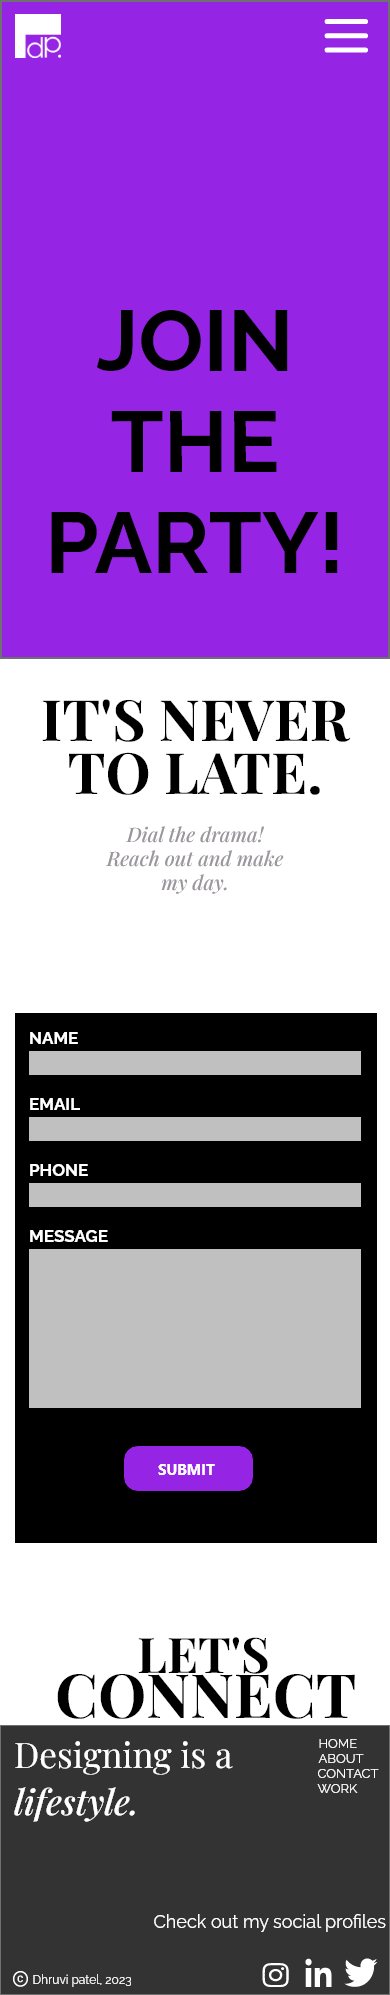 dp.
JOIN
THE
PARTY!
IT'S NEVER
TO LATE.
Dial the drama!
Reach out and make
my day.
NAME
EMAIL
PHONE
MESSAGE
SUBMIT
LET'S
CONNECT
Designing is a
lifestyle.
HOME
ABOUT
CONTACT
WORK
Check out my social profiles
© Dhruvi patel, 2023